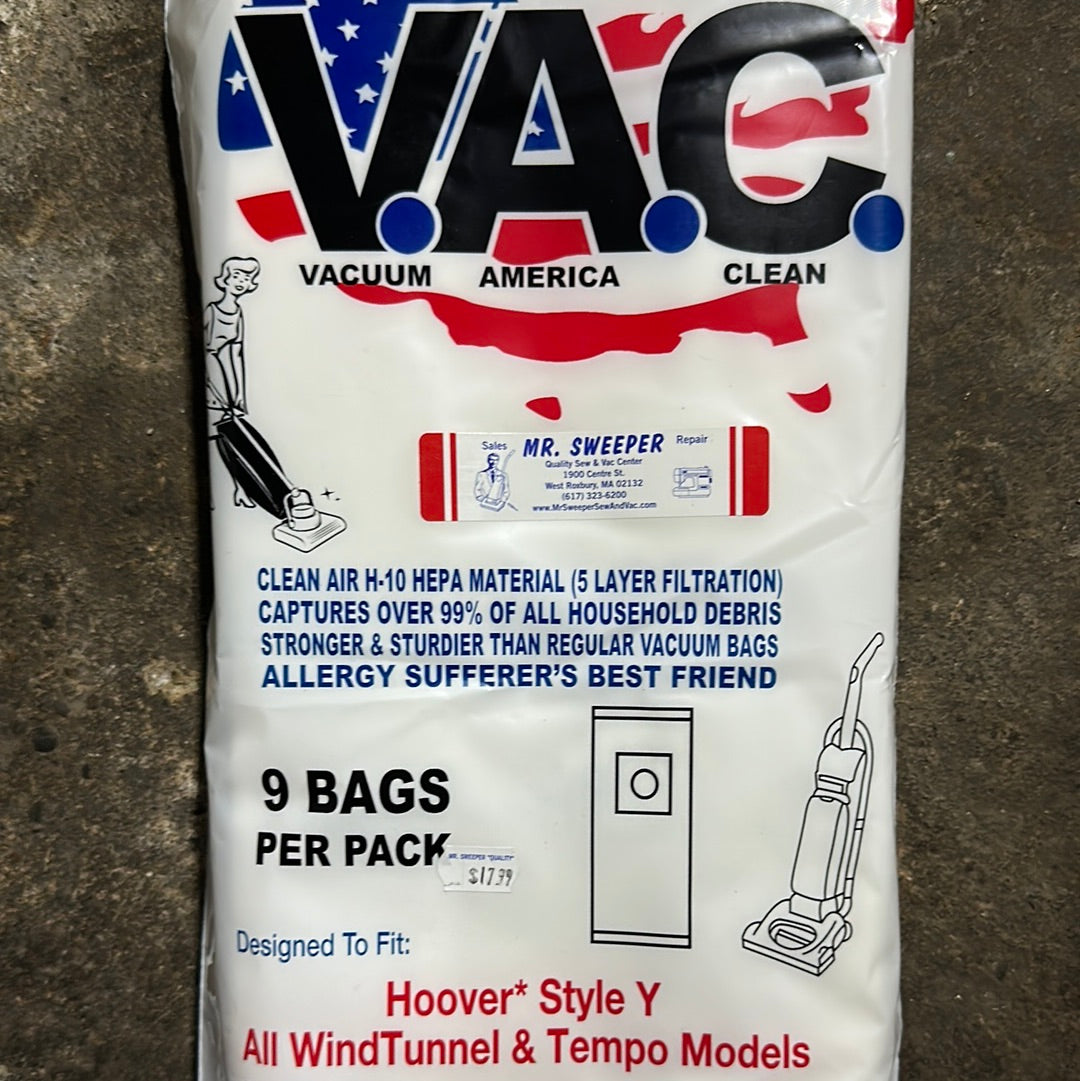 V.A.C.
VACUUM AMERICA CLEAN
Sales MR. SWEEPER Repair
Quality Sew & Vac Center
1900 Centre St.
West Roxbury, MA 02132
(617) 323-6200
www.MrSweeperSewAndVac.com
CLEAN AIR H-10 HEPA MATERIAL (5 LAYER FILTRATION)
CAPTURES OVER 99% OF ALL HOUSEHOLD DEBRIS
STRONGER & STURDIER THAN REGULAR VACUUM BAGS
ALLERGY SUFFERER'S BEST FRIEND
9 BAGS
PER PACK
MR. SWEEPER "QUALITY"
$17.99
Designed To Fit:
Hoover* Style Y
All WindTunnel & Tempo Models